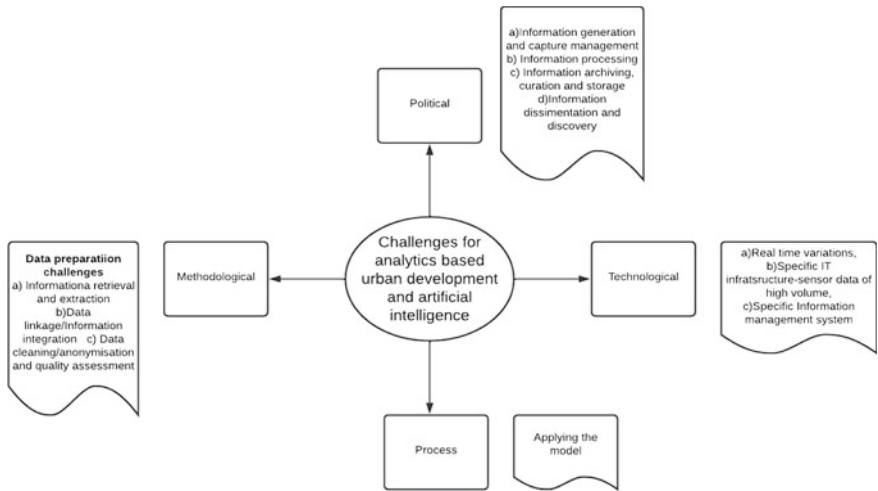 Political
a)Information generation
and capture management
b) Information processing
c) Information archiving,
curation and storage
d)Information
dissimentation and
discovery
Data preparatiion
challenges
a) Informationa retrieval
and extraction
b)Data
linkage/Information
integration c) Data
cleaning/anonymisation
and quality assessment
Methodological
Challenges for
analytics based
urban development
and artificial
intelligence
Technological
a)Real time variations,
b)Specific IT
infratsructure-sensor data of
high volume,
c)Specific Information
management system
Process
Applying the
model